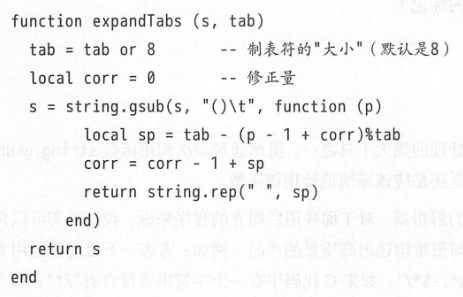 function expandTabs (s, tab)
  tab = tab or 8          -- 制表符的"大小"(默认是8)
  local corr = 0          -- 修正量
  s = string.gsub(s, "()\t", function (p)
        local sp = tab - (p - 1 + corr)%tab
        corr = corr - 1 + sp
        return string.rep(" ", sp)
      end)
  return s
end